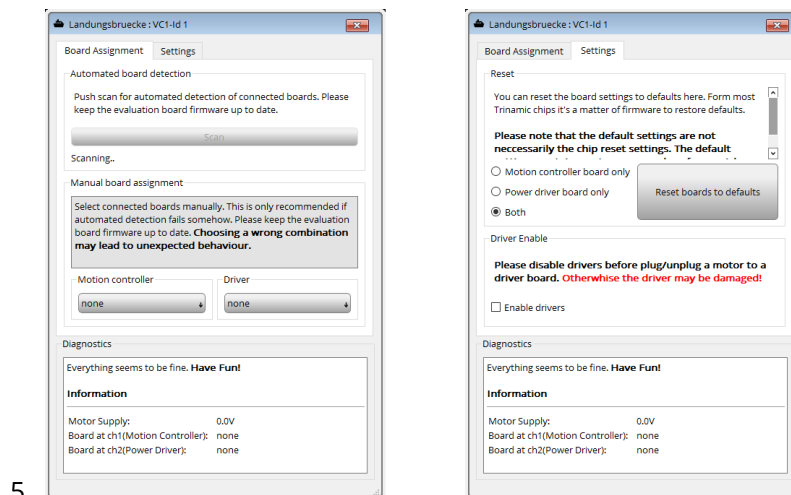 Landungsbruecke : VC1-Id 1
Board Assignment Settings
Automated board detection
Push scan for automated detection of connected boards. Please
keep the evaluation board firmware up to date.
Scan
Scanning..
Manual board assignment
Select connected boards manually. This is only recommended if
automated detection fails somehow. Please keep the evaluation
board firmware up to date. Choosing a wrong combination
may lead to unexpected behaviour.
Motion controller Driver
none none
Diagnostics
Everything seems to be fine. Have Fun!
Information
Motor Supply: 0.0V
Board at ch1(Motion Controller): none
Board at ch2(Power Driver): none
Landungsbruecke : VC1-Id 1
Board Assignment Settings
Reset
You can reset the board settings to defaults here. Form most
Trinamic chips it's a matter of firmware to restore defaults.
Please note that the default settings are not
neccessarily the chip reset settings. The default
Motion controller board only
Power driver board only
Both
Reset boards to defaults
Driver Enable
Please disable drivers before plug/unplug a motor to a
driver board. Otherwhise the driver may be damaged!
Enable drivers
Diagnostics
Everything seems to be fine. Have Fun!
Information
Motor Supply: 0.0V
Board at ch1(Motion Controller): none
Board at ch2(Power Driver): none
5